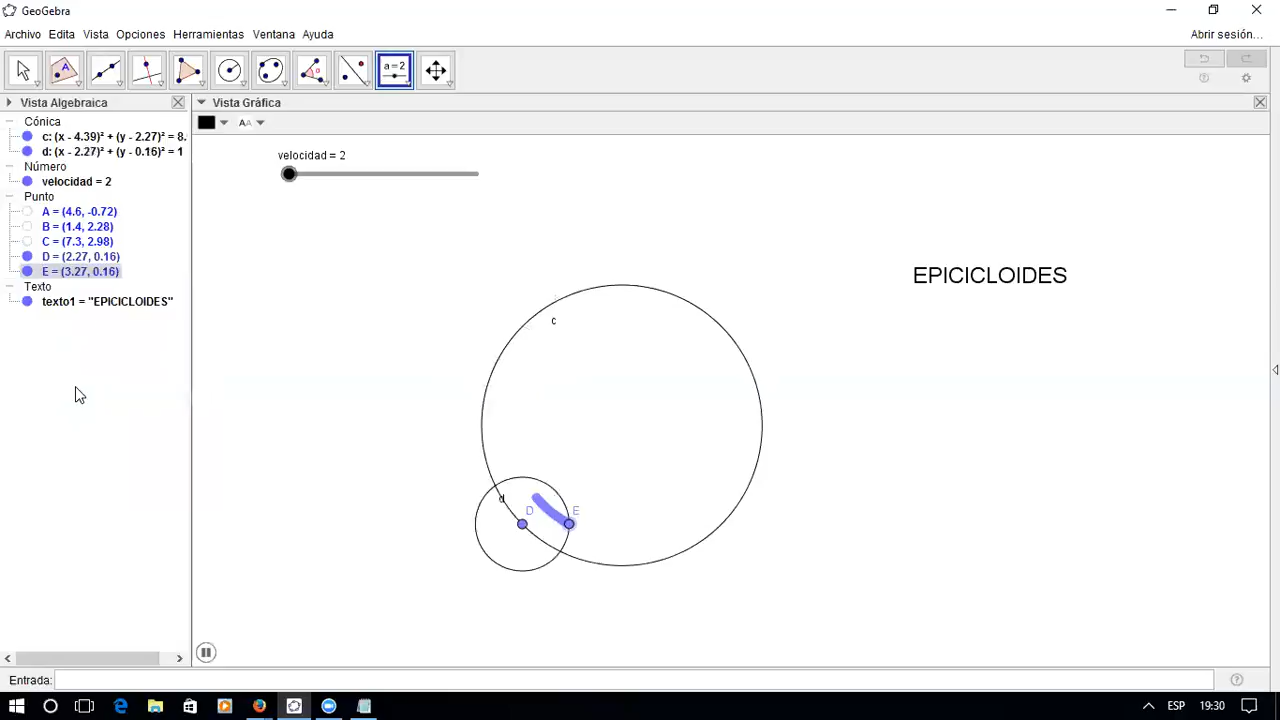 GeoGebra
Archivo Edita Vista Opciones Herramientas Ventana Ayuda
Abrir sesión...
A
α
a = 2
Vista Algebraica
Vista Gráfica
AA
Cónica
c: (x - 4.39)² + (y - 2.27)² = 8.
d: (x - 2.27)² + (y - 0.16)² = 1
Número
velocidad = 2
Punto
A = (4.6, -0.72)
B = (1.4, 2.28)
C = (7.3, 2.98)
D = (2.27, 0.16)
E = (3.27, 0.16)
Texto
texto1 = "EPICICLOIDES"
velocidad = 2
EPICICLOIDES
c
d
D
E
Entrada:
ESP 19:30